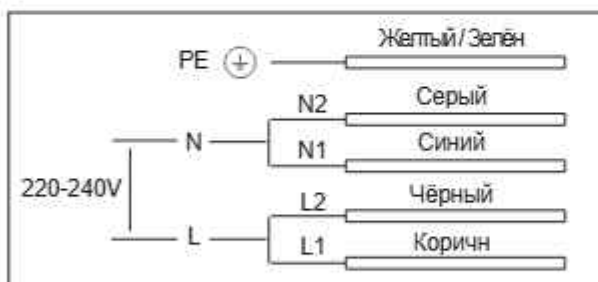 Желтый/Зелён
PE
N2 Серый
N
N1 Синий
220-240V
L2 Чёрный
L
L1 Коричн